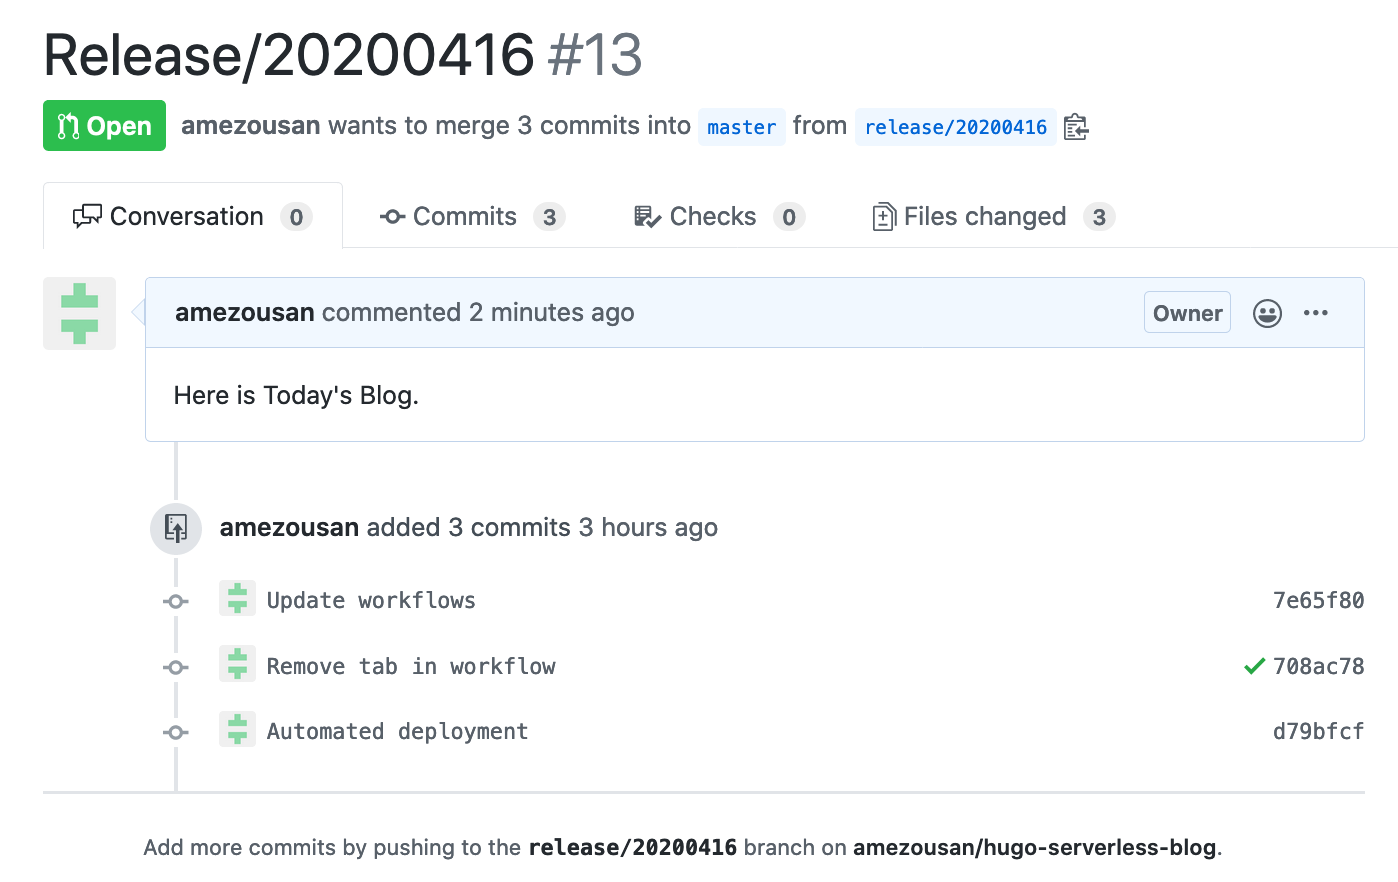 Release/20200416 #13
Open amezousan wants to merge 3 commits into master from release/20200416
Conversation 0 Commits 3 Checks 0 Files changed 3
amezousan commented 2 minutes ago Owner
Here is Today's Blog.
amezousan added 3 commits 3 hours ago
Update workflows 7e65f80
Remove tab in workflow 708ac78
Automated deployment d79bfcf
Add more commits by pushing to the release/20200416 branch on amezousan/hugo-serverless-blog.